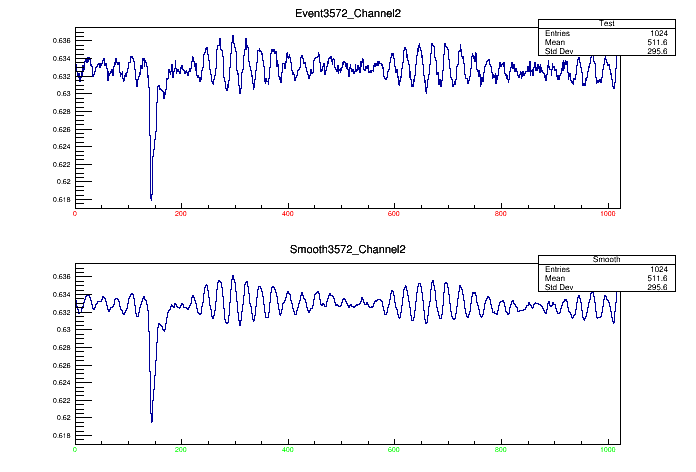 Event3572_Channel2
Test
Entries 1024
Mean 511.6
Std Dev 295.6
0.636
0.634
0.632
0.63
0.628
0.626
0.624
0.622
0.62
0.618
0 200 400 600 800 1000
Smooth3572_Channel2
Smooth
Entries 1024
Mean 511.6
Std Dev 295.6
0.636
0.634
0.632
0.63
0.628
0.626
0.624
0.622
0.62
0.618
0 200 400 600 800 1000